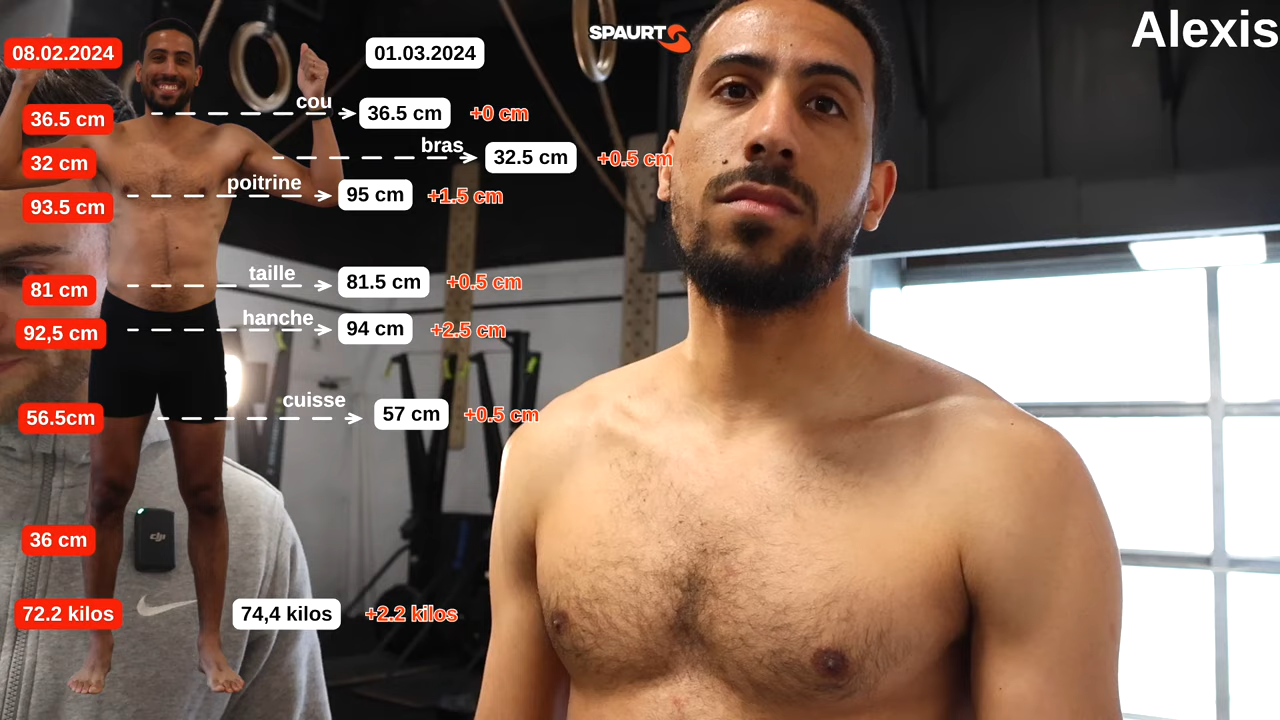 SPAURT
Alexis
08.02.2024
01.03.2024
36.5 cm
cou
36.5 cm
+0 cm
32 cm
bras
32.5 cm
+0.5 cm
93.5 cm
poitrine
95 cm
+1.5 cm
81 cm
taille
81.5 cm
+0.5 cm
92,5 cm
hanche
94 cm
+2.5 cm
56.5cm
cuisse
57 cm
+0.5 cm
36 cm
dji
72.2 kilos
74,4 kilos
+2.2 kilos